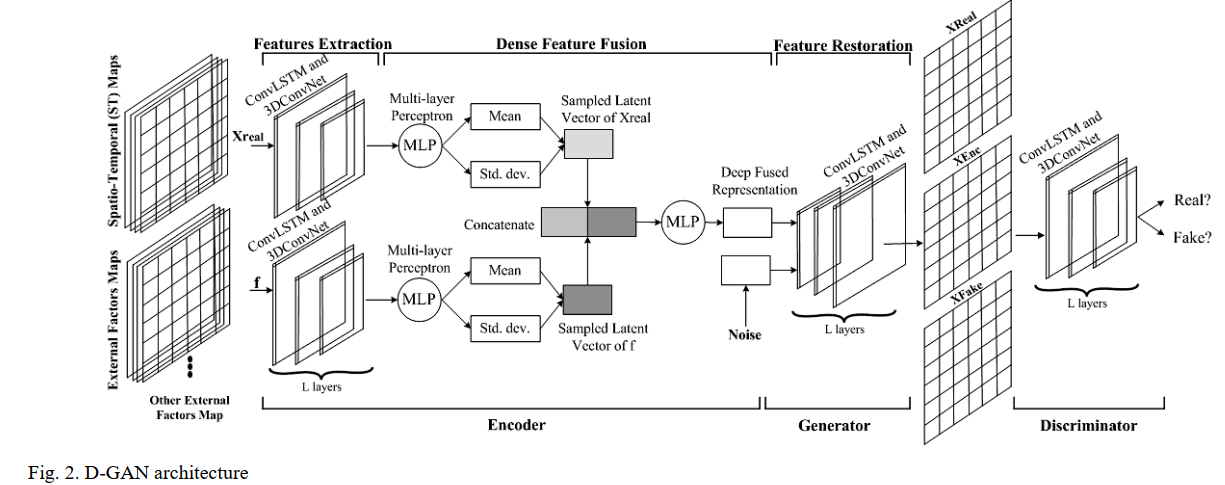 Features Extraction
Dense Feature Fusion
Feature Restoration
XReal
Spatio-Temporal (ST) Maps
ConvLSTM and
3DConvNet
Xreal
Multi-layer
Perceptron
MLP
Mean
Std. dev.
Sampled Latent
Vector of Xreal
Concatenate
MLP
Deep Fused
Representation
ConvLSTM and
3DConvNet
XEnc
ConvLSTM and
3DConvNet
Real?
Fake?
External Factors Maps
ConvLSTM and
3DConvNet
f
Multi-layer
Perceptron
MLP
Mean
Std. dev.
Sampled Latent
Vector of f
Noise
XFake
L layers
L layers
L layers
Other External
Factors Map
Encoder
Generator
Discriminator
Fig. 2. D-GAN architecture